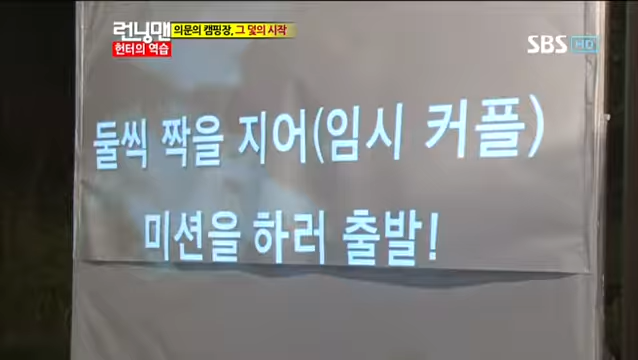 런닝맨 의문의 캠핑장, 그 덫의 시작
헌터의 역습
SBS HD
둘씩 짝을 지어(임시 커플)
미션을 하러 출발!